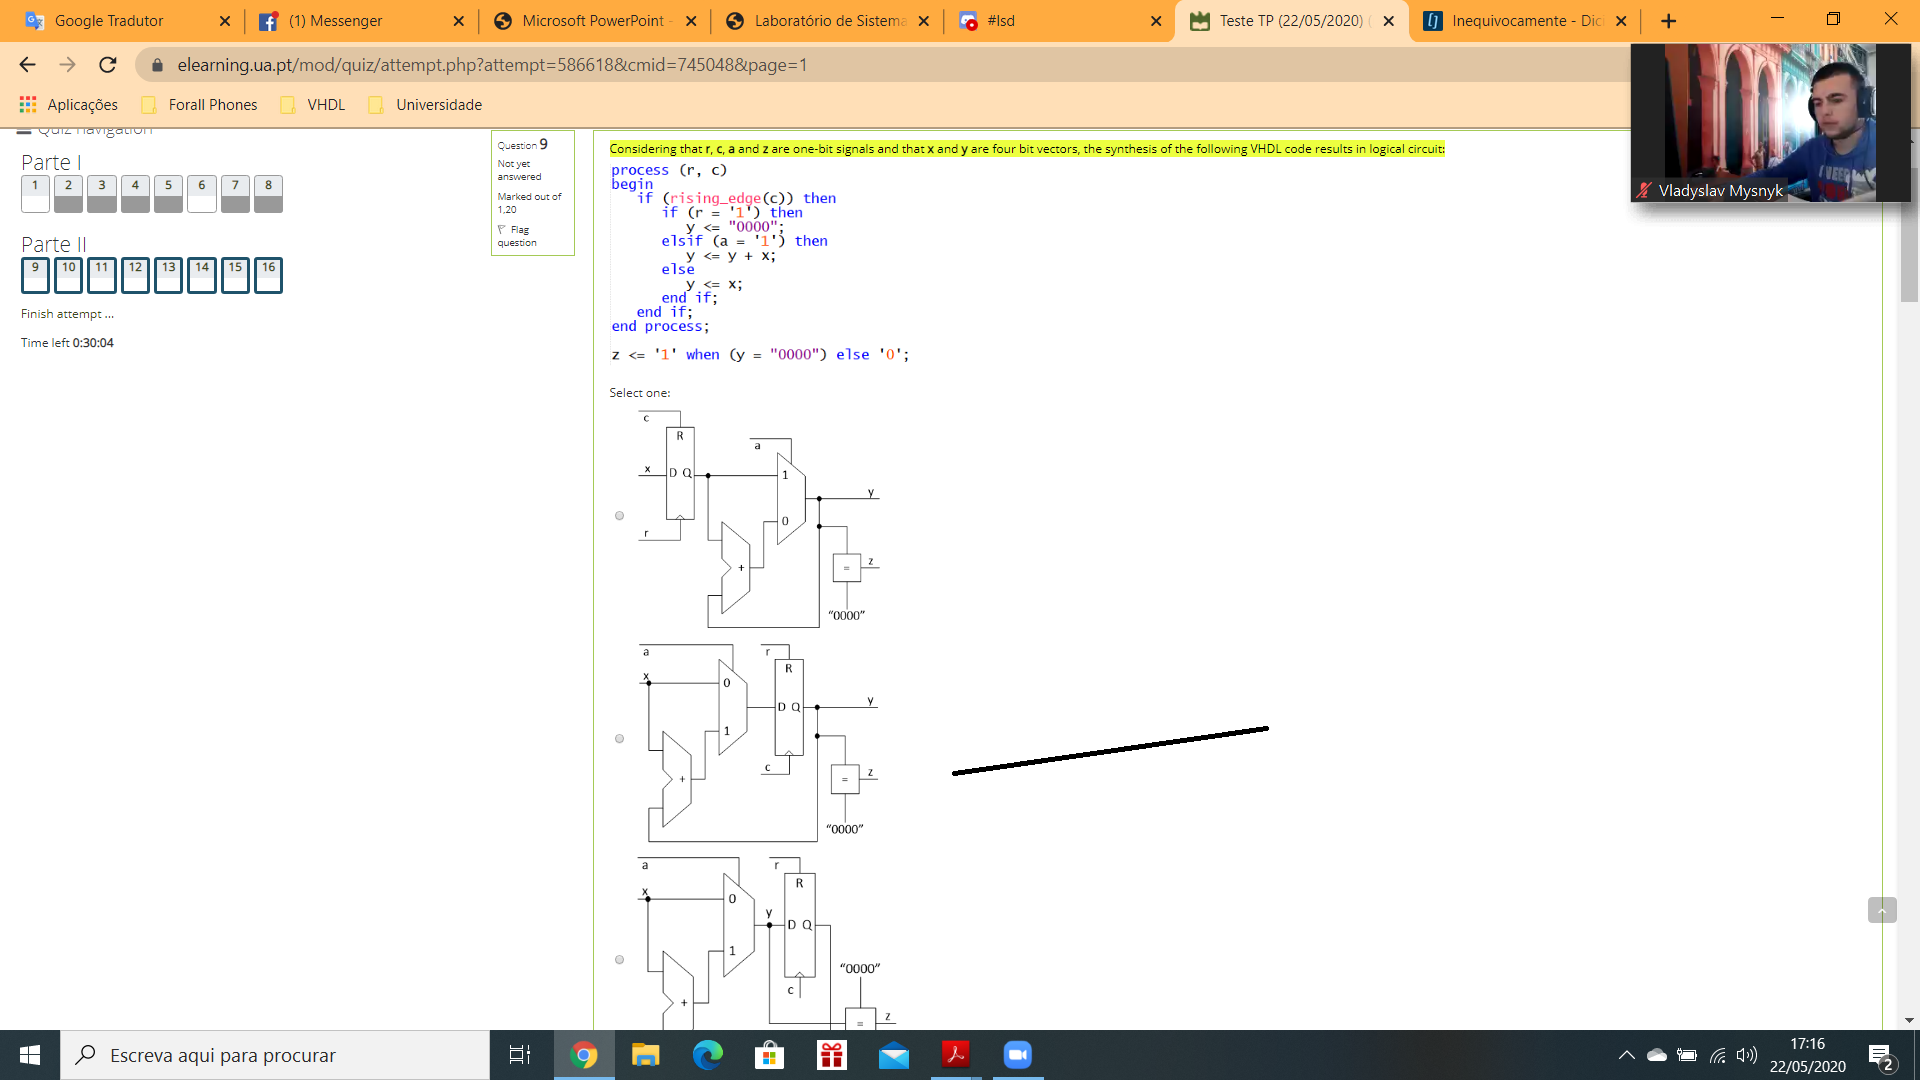 Google Tradutor
(1) Messenger
Microsoft PowerPoint -
Laboratório de Sistema
#lsd
Teste TP (22/05/2020) (
Inequivocamente - Dici
elearning.ua.pt/mod/quiz/attempt.php?attempt=586618&cmid=745048&page=1
Aplicações
Forall Phones
VHDL
Universidade
Vladyslav Mysnyk
Quiz navigation
Parte I
1 2 3 4 5 6 7 8
Parte II
9 10 11 12 13 14 15 16
Finish attempt ...
Time left 0:30:04
Question 9
Not yet
answered
Marked out of
1,20
Flag
question
Considering that r, c, a and z are one-bit signals and that x and y are four bit vectors, the synthesis of the following VHDL code results in logical circuit:
process (r, c)
begin
if (rising_edge(c)) then
if (r = '1') then
y <= "0000";
elsif (a = '1') then
y <= y + x;
else
y <= x;
end if;
end if;
end process;
z <= '1' when (y = "0000") else '0';
Select one:
c
R
a
x
D Q
1
y
0
r
z
+
=
"0000"
a
r
R
x
0
y
D Q
1
c
z
+
=
"0000"
a
r
R
x
0
y
D Q
1
"0000"
c
+
z
=
Escreva aqui para procurar
17:16
22/05/2020
2